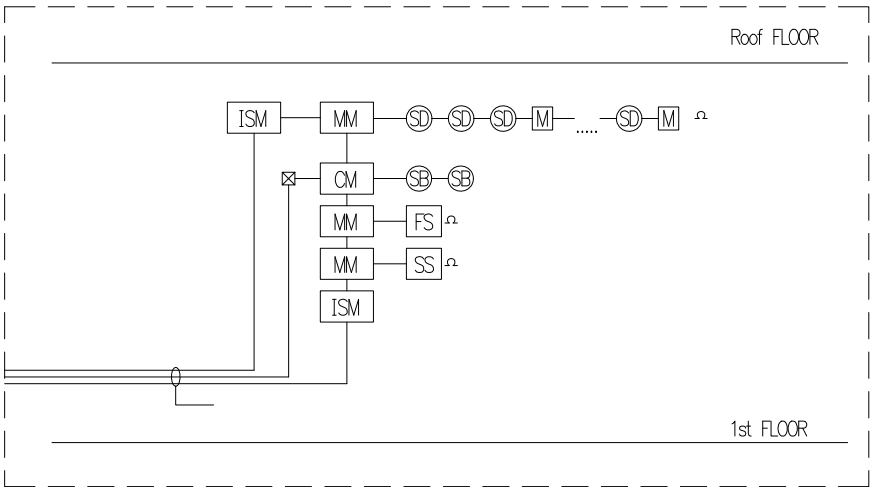 Roof FLOOR
ISM MM SD SD SD M ..... SD M Ω
CM SB SB
MM FS Ω
MM SS Ω
ISM
1st FLOOR